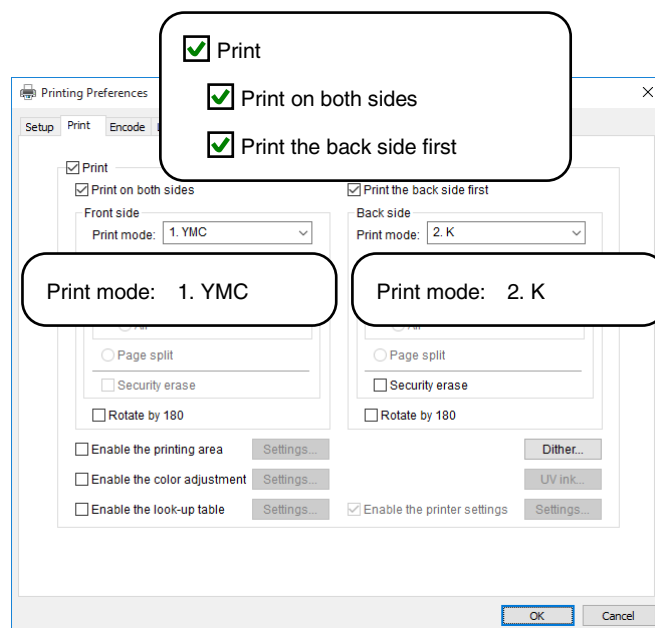 Print
Print on both sides
Print the back side first
Printing Preferences
Setup Print Encode
Print
Print on both sides Print the back side first
Front side Back side
Print mode: 1. YMC Print mode: 2. K
Print mode: 1. YMC Print mode: 2. K
Page split Page split
Security erase Security erase
Rotate by 180 Rotate by 180
Enable the printing area Settings... Dither...
Enable the color adjustment Settings... UV ink...
Enable the look-up table Settings... Enable the printer settings Settings...
OK Cancel